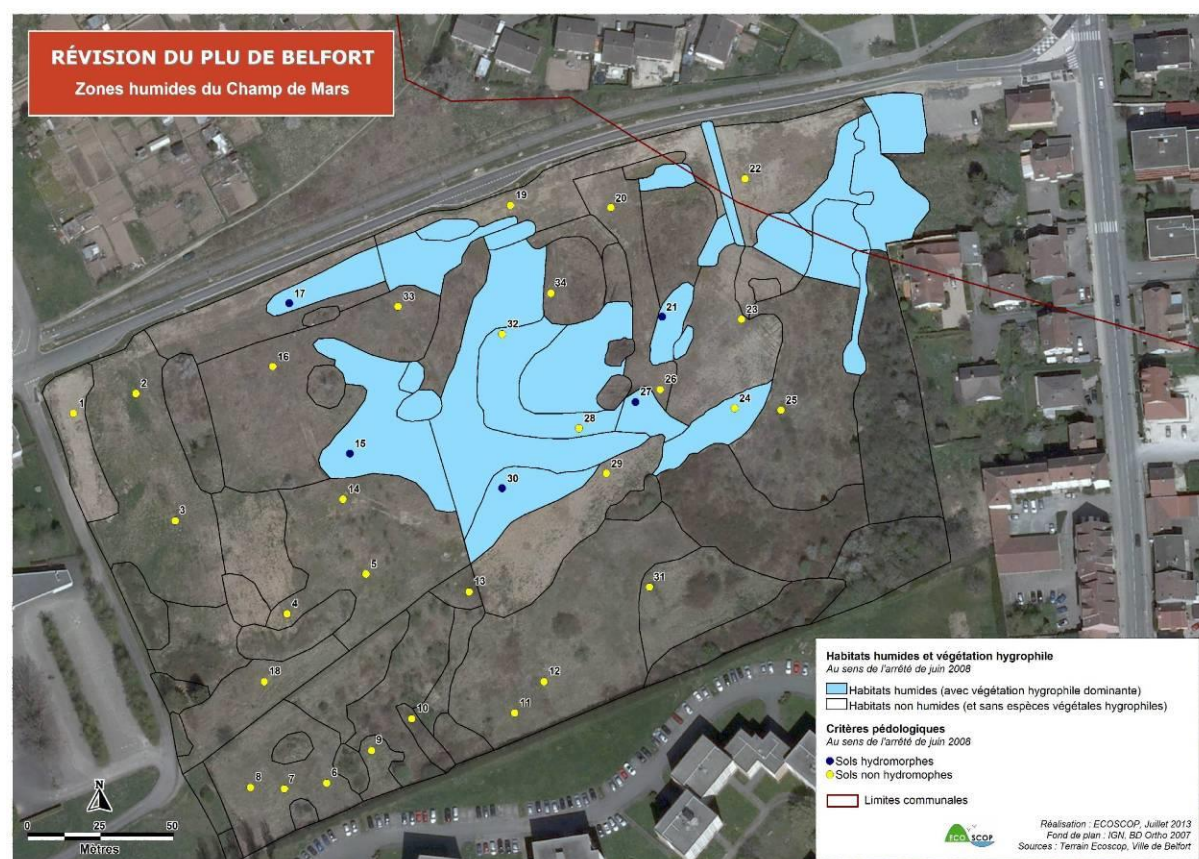 RÉVISION DU PLU DE BELFORT
Zones humides du Champ de Mars
22
19
20
17
33
34
21
23
32
16
2
1
26
27
24
25
28
15
29
30
14
3
5
13
31
4
18
12
11
10
9
8
7
6
N
0 25 50
Mètres
Habitats humides et végétation hygrophile
Au sens de l'arrêté de juin 2008
Habitats humides (avec végétation hygrophile dominante)
Habitats non humides (et sans espèces végétales hygrophiles)
Critères pédologiques
Au sens de l'arrêté de juin 2008
Sols hydromorphes
Sols non hydromophes
Limites communales
ECO SCOP
Réalisation : ECOSCOP, Juillet 2013
Fond de plan : IGN, BD Ortho 2007
Sources : Terrain Ecoscop, Ville de Belfort